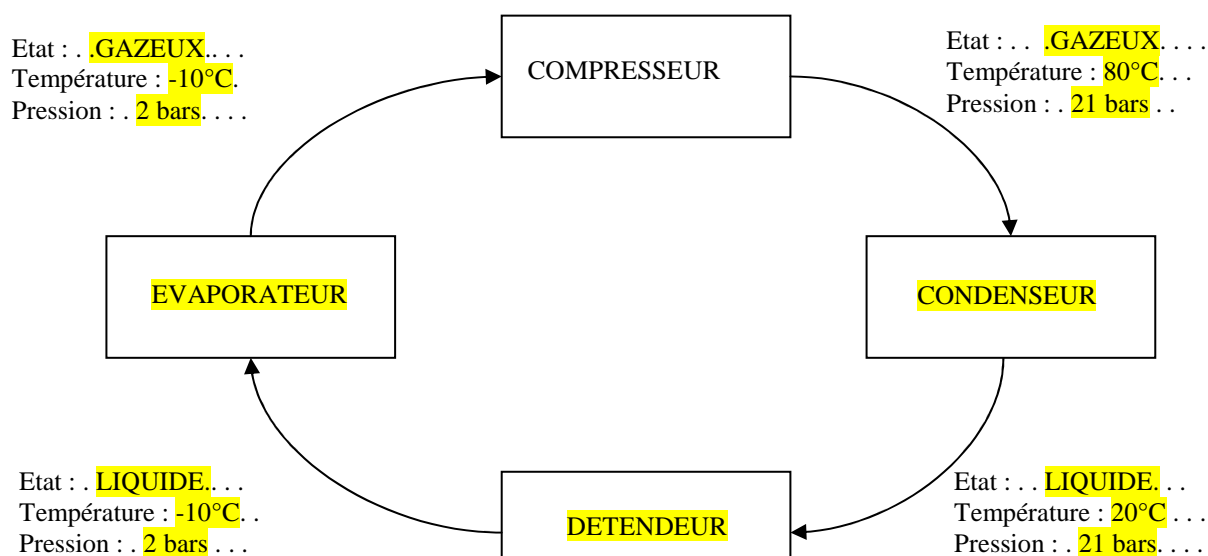 Etat : . .GAZEUX.. . .
Température : -10°C.
Pression : . 2 bars. . . .
COMPRESSEUR
Etat : . . .GAZEUX. . . .
Température : 80°C. . .
Pression : . 21 bars . .
EVAPORATEUR
CONDENSEUR
Etat : . LIQUIDE.. . .
Température : -10°C. .
Pression : . 2 bars . . .
DETENDEUR
Etat : . . LIQUIDE. . .
Température : 20°C . . .
Pression : . 21 bars. . . .